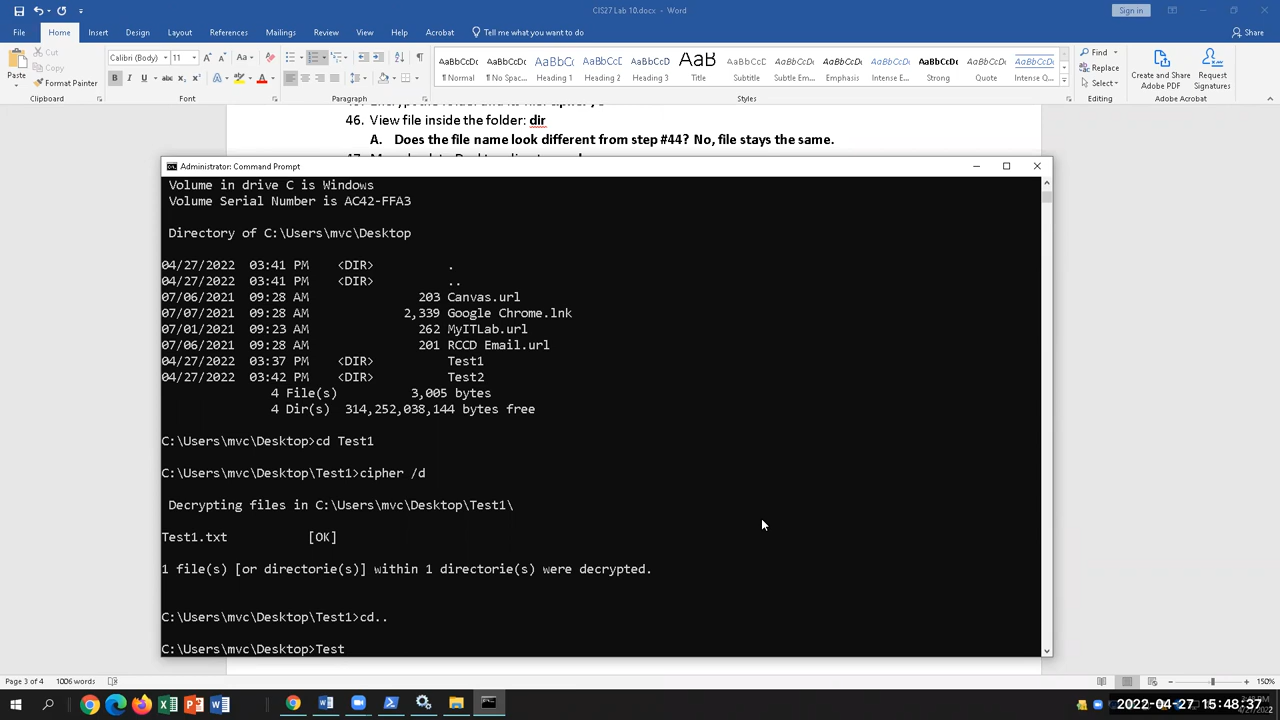 CIS27 Lab 10.docx - Word
Sign in
File Home Insert Design Layout References Mailings Review View Help Acrobat Tell me what you want to do Share
Paste
Cut
Copy
Format Painter
Clipboard
Calibri (Body) 11
Font
Paragraph
AaBbCcDc AaBbCcDc AaBbCc AaBbCcC AaBbCcD AaB AaBbCcD AaBbCcDc AaBbCcDc AaBbCcDc AaBbCcDc AaBbCcDc AaBbCcDc
¶ Normal ¶ No Spac... Heading 1 Heading 2 Heading 3 Title Subtitle Subtle Em... Emphasis Intense E... Strong Quote Intense Q...
Styles
Find
Replace
Select
Editing
Create and Share Adobe PDF
Request Signatures
Adobe Acrobat
46. View file inside the folder: dir
A. Does the file name look different from step #44? No, file stays the same.
Administrator: Command Prompt
Volume in drive C is Windows
Volume Serial Number is AC42-FFA3
Directory of C:\Users\mvc\Desktop
04/27/2022 03:41 PM <DIR> .
04/27/2022 03:41 PM <DIR> ..
07/06/2021 09:28 AM 203 Canvas.url
07/07/2021 09:28 AM 2,339 Google Chrome.lnk
07/01/2021 09:23 AM 262 MyITLab.url
07/06/2021 09:28 AM 201 RCCD Email.url
04/27/2022 03:37 PM <DIR> Test1
04/27/2022 03:42 PM <DIR> Test2
4 File(s) 3,005 bytes
4 Dir(s) 314,252,038,144 bytes free
C:\Users\mvc\Desktop>cd Test1
C:\Users\mvc\Desktop\Test1>cipher /d
Decrypting files in C:\Users\mvc\Desktop\Test1\
Test1.txt [OK]
1 file(s) [or directorie(s)] within 1 directorie(s) were decrypted.
C:\Users\mvc\Desktop\Test1>cd..
C:\Users\mvc\Desktop>Test
Page 3 of 4 1006 words
150%
2022-04-27 15:48:37